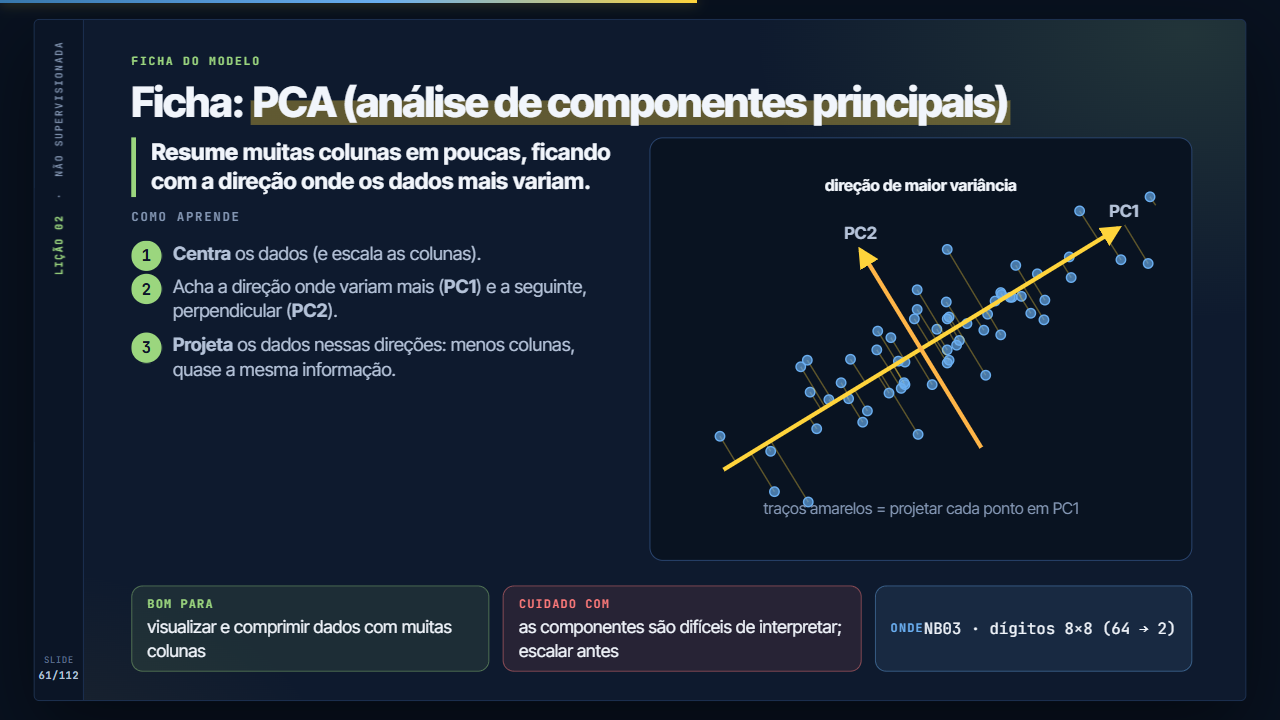 LIÇÃO 02 · NÃO SUPERVISIONADA
FICHA DO MODELO
Ficha: PCA (análise de componentes principais)
Resume muitas colunas em poucas, ficando
com a direção onde os dados mais variam.
COMO APRENDE
1 Centra os dados (e escala as colunas).
2 Acha a direção onde variam mais (PC1) e a seguinte,
perpendicular (PC2).
3 Projeta os dados nessas direções: menos colunas,
quase a mesma informação.
direção de maior variância
PC1
PC2
traços amarelos = projetar cada ponto em PC1
BOM PARA
visualizar e comprimir dados com muitas
colunas
CUIDADO COM
as componentes são difíceis de interpretar;
escalar antes
ONDE NB03 · dígitos 8×8 (64 → 2)
SLIDE
61/112